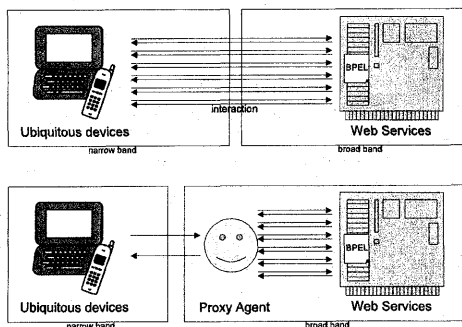 BPEL
interaction
Ubiquitous devices
Web Services
narrow band
broad band
BPEL
Ubiquitous devices
Proxy Agent
Web Services
narrow band
broad band